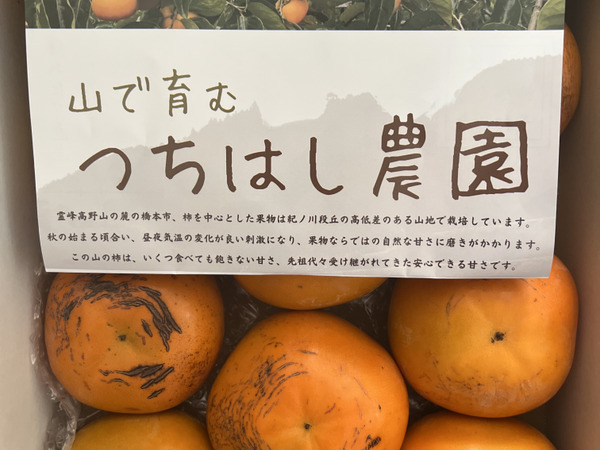 山で育む
つちはし農園
霊峰高野山の麓の橋本市、柿を中心とした果物は紀ノ川段丘の高低差のある山地で栽培しています。
秋の始まる頃合い、昼夜気温の変化が良い刺激になり、果物ならではの自然な甘さに磨きがかかります。
この山の柿は、いくつ食べても飽きない甘さ、先祖代々受け継がれてきた安心できる甘さです。